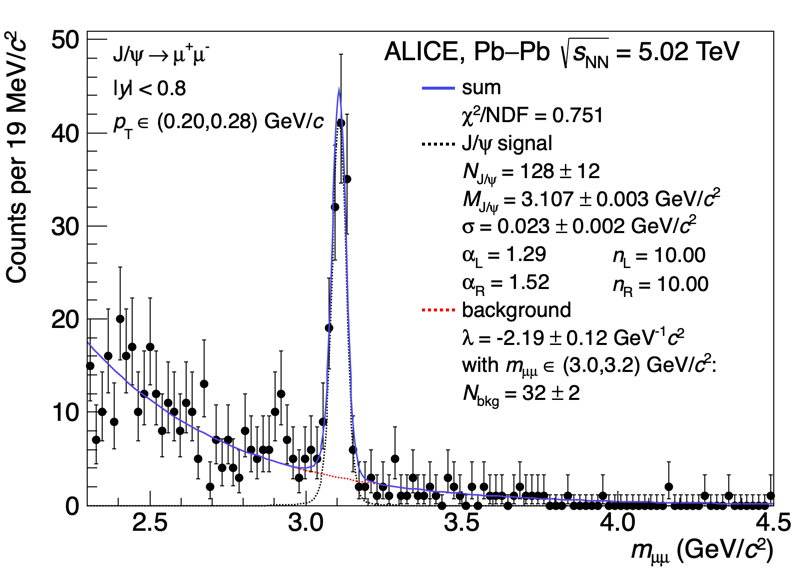 Counts per 19 MeV/c²
50
40
30
20
10
0
J/ψ → μ⁺μ⁻
|y| < 0.8
p_T ∈ (0.20,0.28) GeV/c
ALICE, Pb–Pb √s_NN = 5.02 TeV
sum
χ²/NDF = 0.751
J/ψ signal
N_J/ψ = 128 ± 12
M_J/ψ = 3.107 ± 0.003 GeV/c²
σ = 0.023 ± 0.002 GeV/c²
α_L = 1.29 n_L = 10.00
α_R = 1.52 n_R = 10.00
background
λ = -2.19 ± 0.12 GeV⁻¹c²
with m_μμ ∈ (3.0,3.2) GeV/c²:
N_bkg = 32 ± 2
2.5 3.0 3.5 4.0 4.5
m_μμ (GeV/c²)